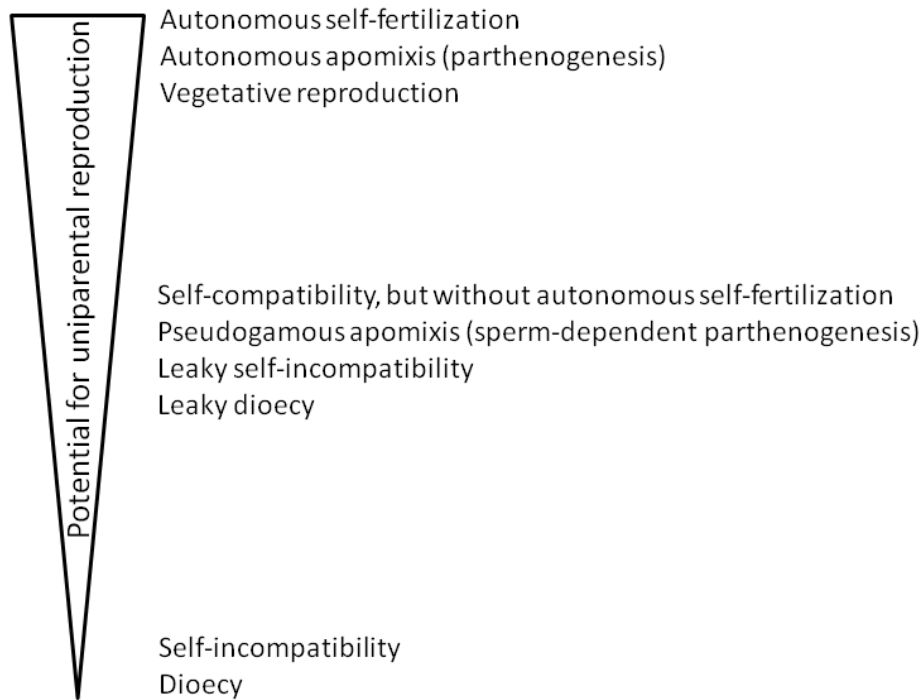 Potential for uniparental reproduction
Autonomous self-fertilization
Autonomous apomixis (parthenogenesis)
Vegetative reproduction
Self-compatibility, but without autonomous self-fertilization
Pseudogamous apomixis (sperm-dependent parthenogenesis)
Leaky self-incompatibility
Leaky dioecy
Self-incompatibility
Dioecy